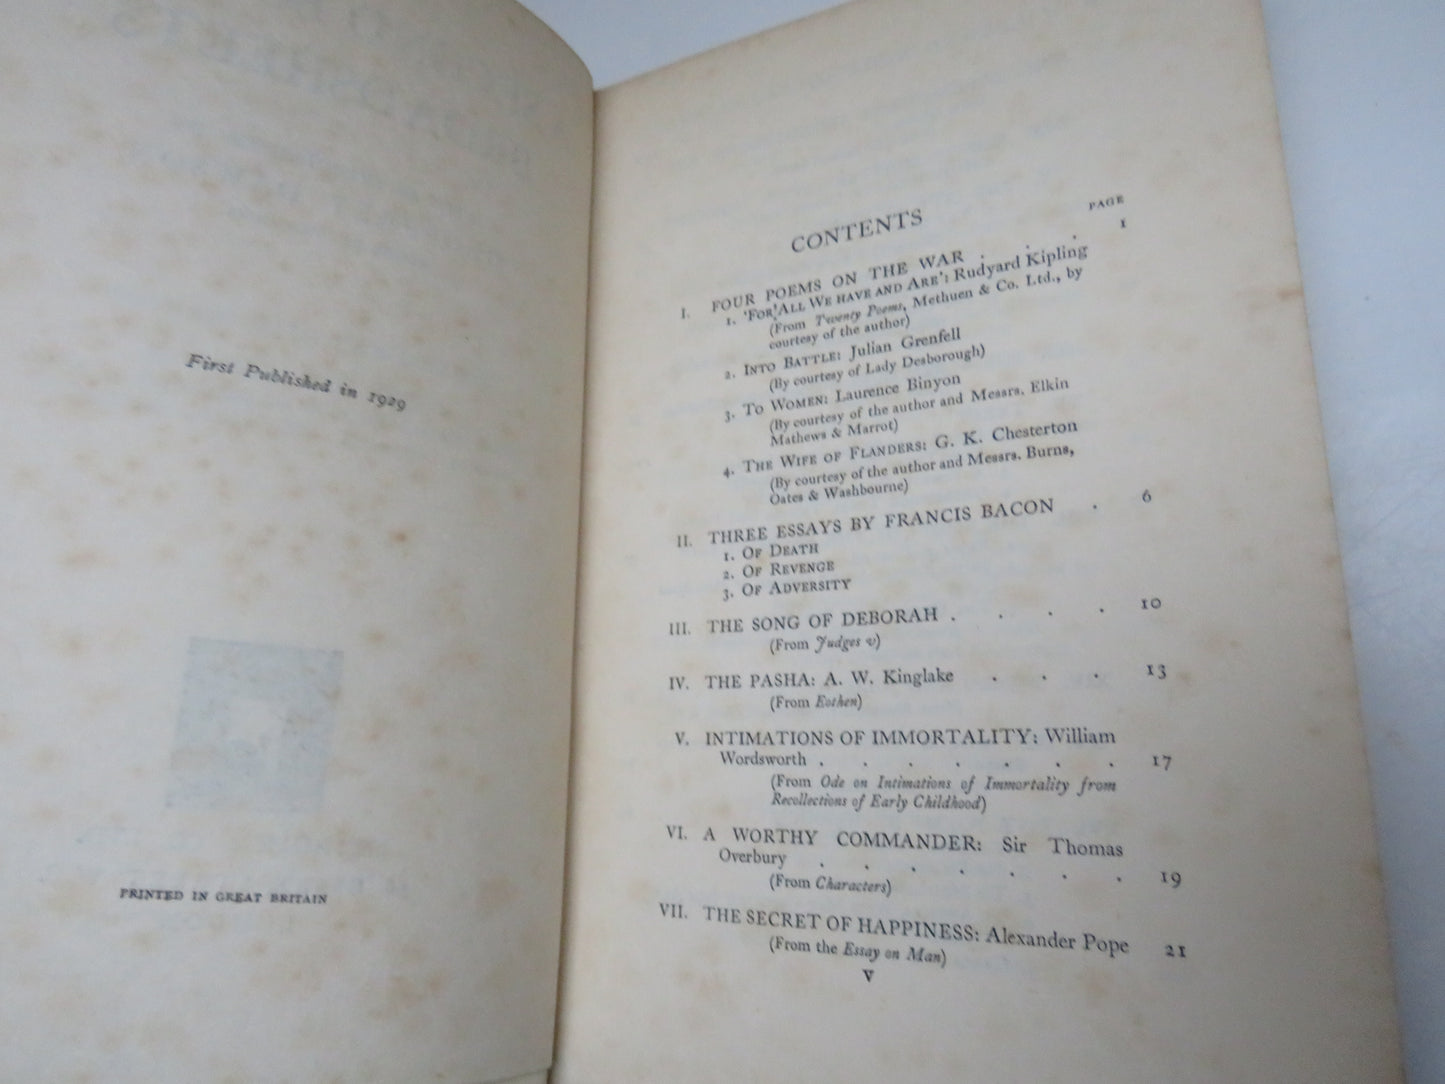 First Published in 1929
PRINTED IN GREAT BRITAIN
CONTENTS
PAGE
I. FOUR POEMS ON THE WAR . . . 1
1. 'FOR ALL WE HAVE AND ARE': Rudyard Kipling
(From Twenty Poems, Methuen & Co. Ltd., by
courtesy of the author)
2. INTO BATTLE: Julian Grenfell
(By courtesy of Lady Desborough)
3. TO WOMEN: Laurence Binyon
(By courtesy of the author and Messrs. Elkin
Mathews & Marrot)
4. THE WIFE OF FLANDERS: G. K. Chesterton
(By courtesy of the author and Messrs. Burns,
Oates & Washbourne)
II. THREE ESSAYS BY FRANCIS BACON . 6
1. OF DEATH
2. OF REVENGE
3. OF ADVERSITY
III. THE SONG OF DEBORAH . . . . 10
(From Judges v)
IV. THE PASHA: A. W. Kinglake . . . 13
(From Eothen)
V. INTIMATIONS OF IMMORTALITY: William
Wordsworth . . . . . . . 17
(From Ode on Intimations of Immortality from
Recollections of Early Childhood)
VI. A WORTHY COMMANDER: Sir Thomas
Overbury . . . . . . . 19
(From Characters)
VII. THE SECRET OF HAPPINESS: Alexander Pope 21
(From the Essay on Man)
V